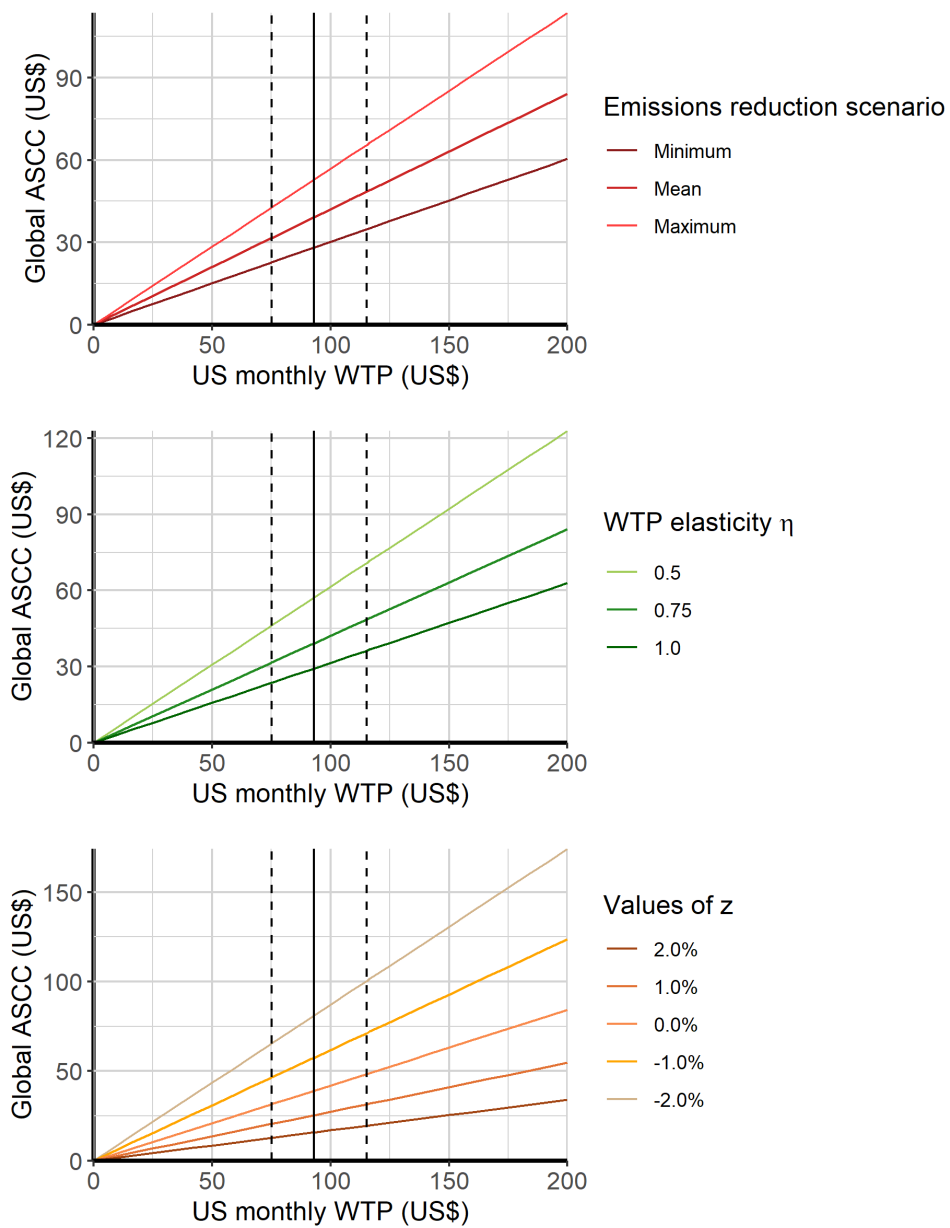 90
60
30
0
Global ASCC (US$)
0 50 100 150 200
US monthly WTP (US$)
Emissions reduction scenario
Minimum
Mean
Maximum
120
90
60
30
0
Global ASCC (US$)
0 50 100 150 200
US monthly WTP (US$)
WTP elasticity η
0.5
0.75
1.0
150
100
50
0
Global ASCC (US$)
0 50 100 150 200
US monthly WTP (US$)
Values of z
2.0%
1.0%
0.0%
-1.0%
-2.0%